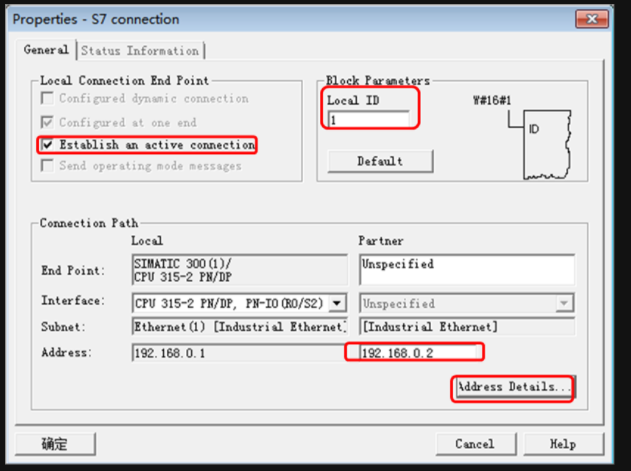 Properties - S7 connection
General Status Information
Local Connection End Point
Configured dynamic connection
Configured at one end
Establish an active connection
Send operating mode messages
Block Parameters
Local ID
1
W#16#1
ID
Default
Connection Path
Local Partner
End Point: SIMATIC 300(1)/
CPU 315-2 PN/DP Unspecified
Interface: CPU 315-2 PN/DP, PN-IO(R0/S2) Unspecified
Subnet: Ethernet(1) [Industrial Ethernet] [Industrial Ethernet]
Address: 192.168.0.1 192.168.0.2
Address Details...
确定 Cancel Help